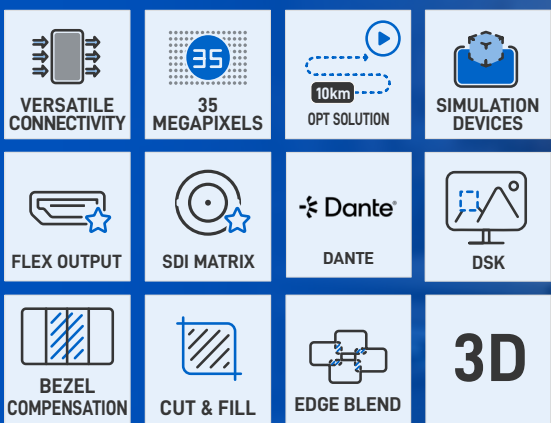 35
10km
VERSATILE
CONNECTIVITY
35
MEGAPIXELS
OPT SOLUTION
SIMULATION
DEVICES
Dante®
FLEX OUTPUT
SDI MATRIX
DANTE
DSK
BEZEL
COMPENSATION
CUT & FILL
EDGE BLEND
3D